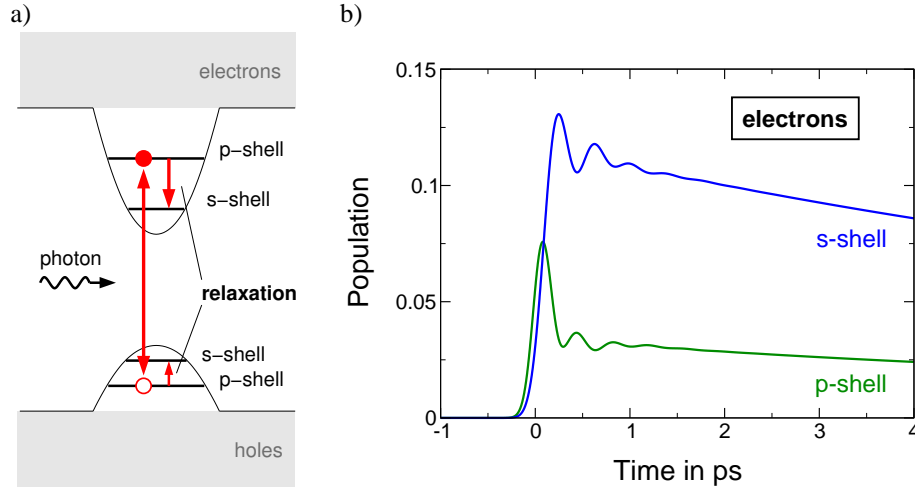 a)
electrons
p−shell
s−shell
photon
relaxation
s−shell
p−shell
holes
b)
0.15
0.1
0.05
0
Population
electrons
s-shell
p-shell
-1 0 1 2 3 4
Time in ps